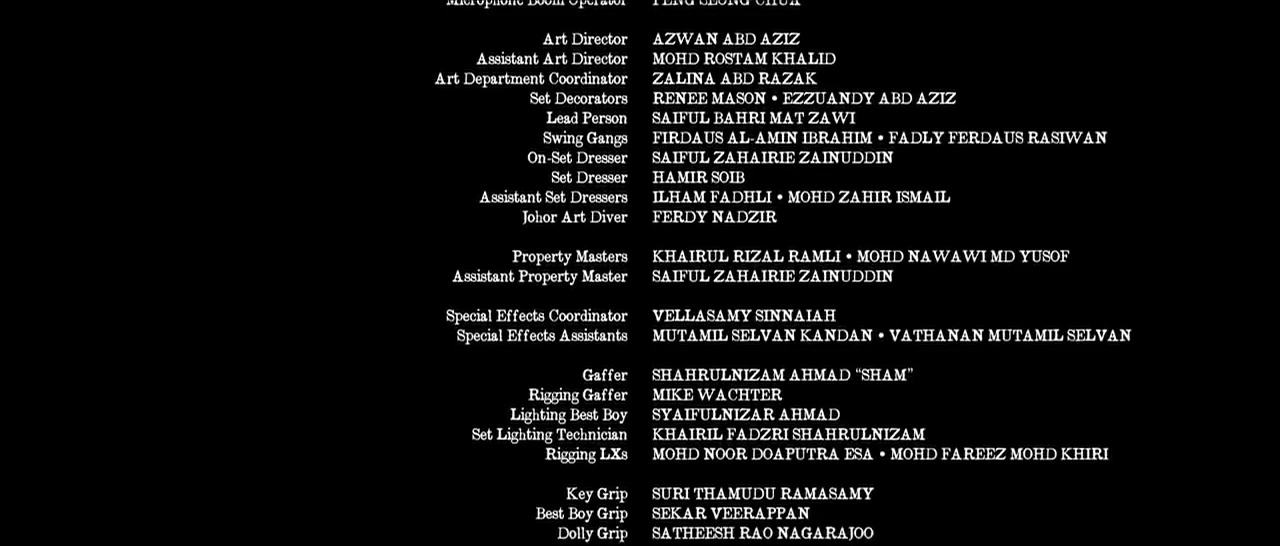 Microphone Boom Operator PENG SEONG CHUA
Art Director AZWAN ABD AZIZ
Assistant Art Director MOHD ROSTAM KHALID
Art Department Coordinator ZALINA ABD RAZAK
Set Decorators RENEE MASON • EZZUANDY ABD AZIZ
Lead Person SAIFUL BAHRI MAT ZAWI
Swing Gangs FIRDAUS AL-AMIN IBRAHIM • FADLY FERDAUS RASIWAN
On-Set Dresser SAIFUL ZAHAIRIE ZAINUDDIN
Set Dresser HAMIR SOIB
Assistant Set Dressers ILHAM FADHLI • MOHD ZAHIR ISMAIL
Johor Art Diver FERDY NADZIR
Property Masters KHAIRUL RIZAL RAMLI • MOHD NAWAWI MD YUSOF
Assistant Property Master SAIFUL ZAHAIRIE ZAINUDDIN
Special Effects Coordinator VELLASAMY SINNAIAH
Special Effects Assistants MUTAMIL SELVAN KANDAN • VATHANAN MUTAMIL SELVAN
Gaffer SHAHRULNIZAM AHMAD “SHAM”
Rigging Gaffer MIKE WACHTER
Lighting Best Boy SYAIFULNIZAR AHMAD
Set Lighting Technician KHAIRIL FADZRI SHAHRULNIZAM
Rigging LXs MOHD NOOR DOAPUTRA ESA • MOHD FAREEZ MOHD KHIRI
Key Grip SURI THAMUDU RAMASAMY
Best Boy Grip SEKAR VEERAPPAN
Dolly Grip SATHEESH RAO NAGARAJOO